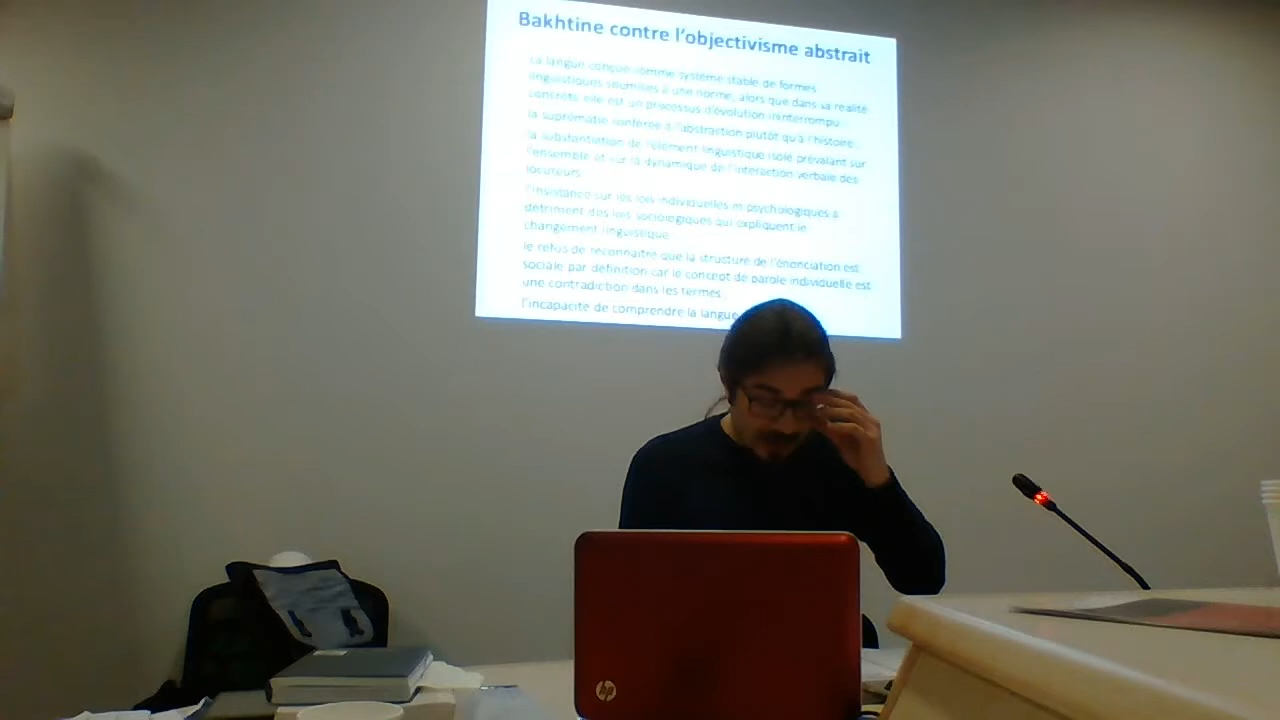 Bakhtine contre l'objectivisme abstrait
La langue conçue comme système stable de formes
linguistiques soumises à une norme, alors que dans sa réalité
concrète elle est un processus d'évolution ininterrompu
la suprématie conférée à l'abstraction plutôt qu'à l'histoire
la substantiation de l'élément linguistique isolé prévalant sur
l'ensemble et sur la dynamique de l'interaction verbale des
locuteurs
l'insistance sur les lois individuelles et psychologiques
détriment des lois sociologiques qui expliquent le
changement linguistique
le refus de reconnaître que la structure de l'énonciation est
sociale par définition car le concept de parole individuelle est
une contradiction dans les termes
l'incapacité de comprendre la langue
hp